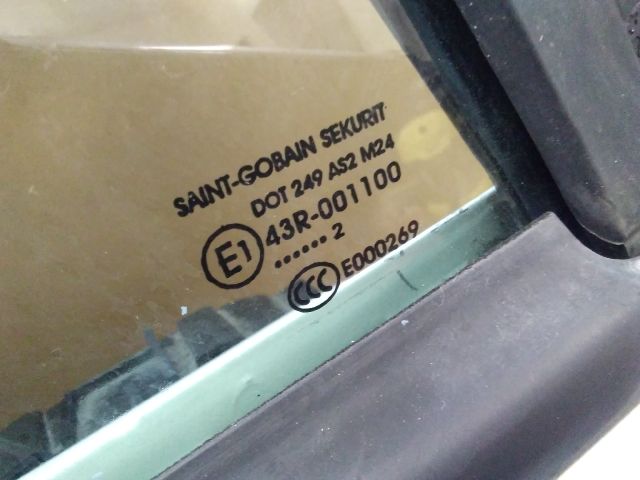 SAINT-GOBAIN SEKURIT
DOT 249 AS2 M24
E1 43R-001100
...... 2
CCC E000269